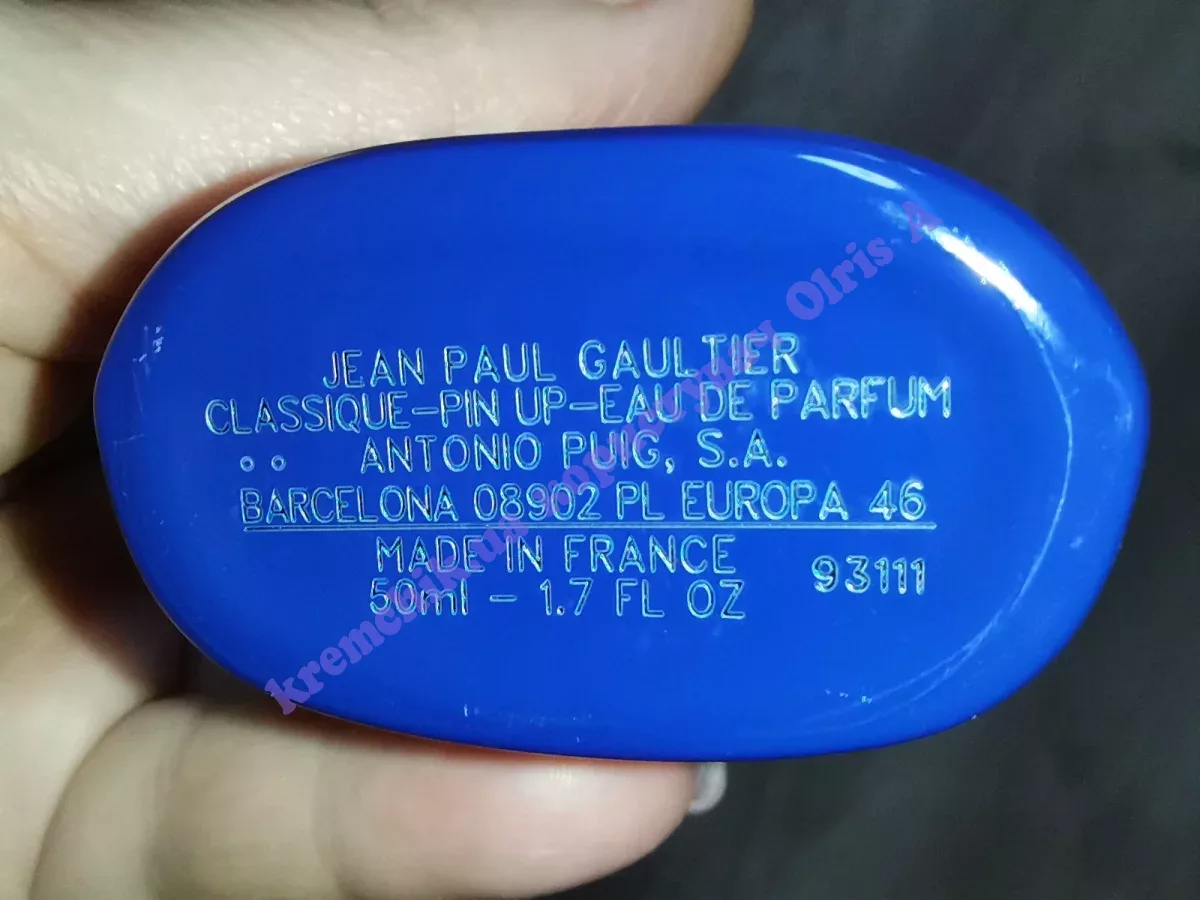 JEAN PAUL GAULTIER
CLASSIQUE-PIN UP-EAU DE PARFUM
ANTONIO PUIG, S.A.
BARCELONA 08902 PL EUROPA 46
MADE IN FRANCE
93111
50ml - 1.7 FL OZ
Olris A